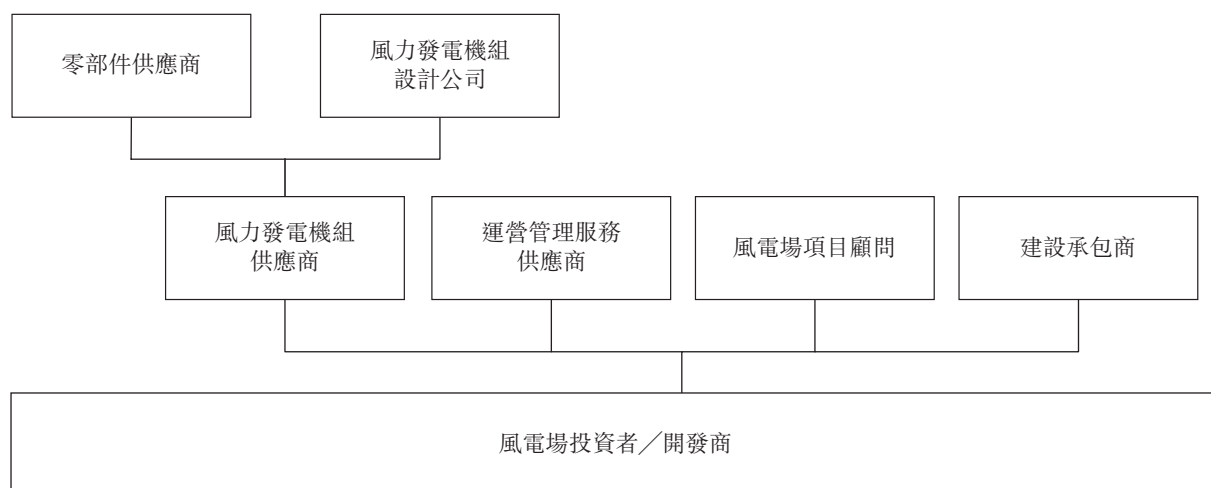 零部件供應商
風力發電機組
設計公司
風力發電機組
供應商
運營管理服務
供應商
風電場項目顧問
建設承包商
風電場投資者／開發商